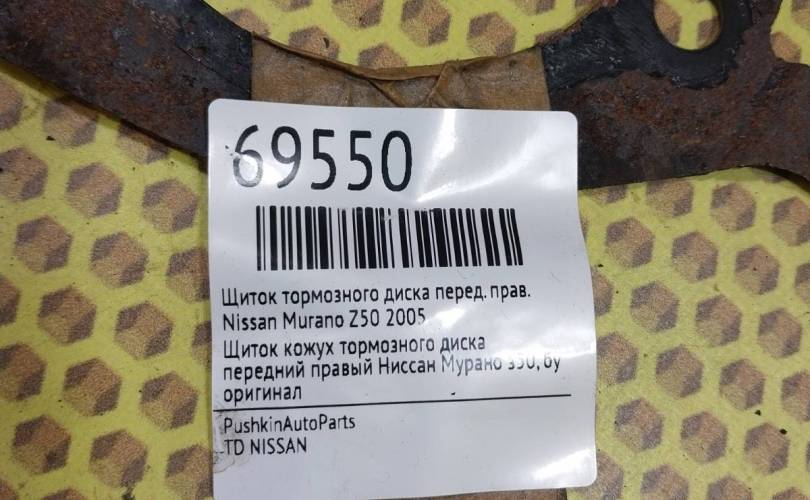 69550
Щиток тормозного диска перед. прав.
Nissan Murano Z50 2005
Щиток кожух тормозного диска
передний правый Ниссан Мурано з50, бу
оригинал
PushkinAutoParts
TD NISSAN